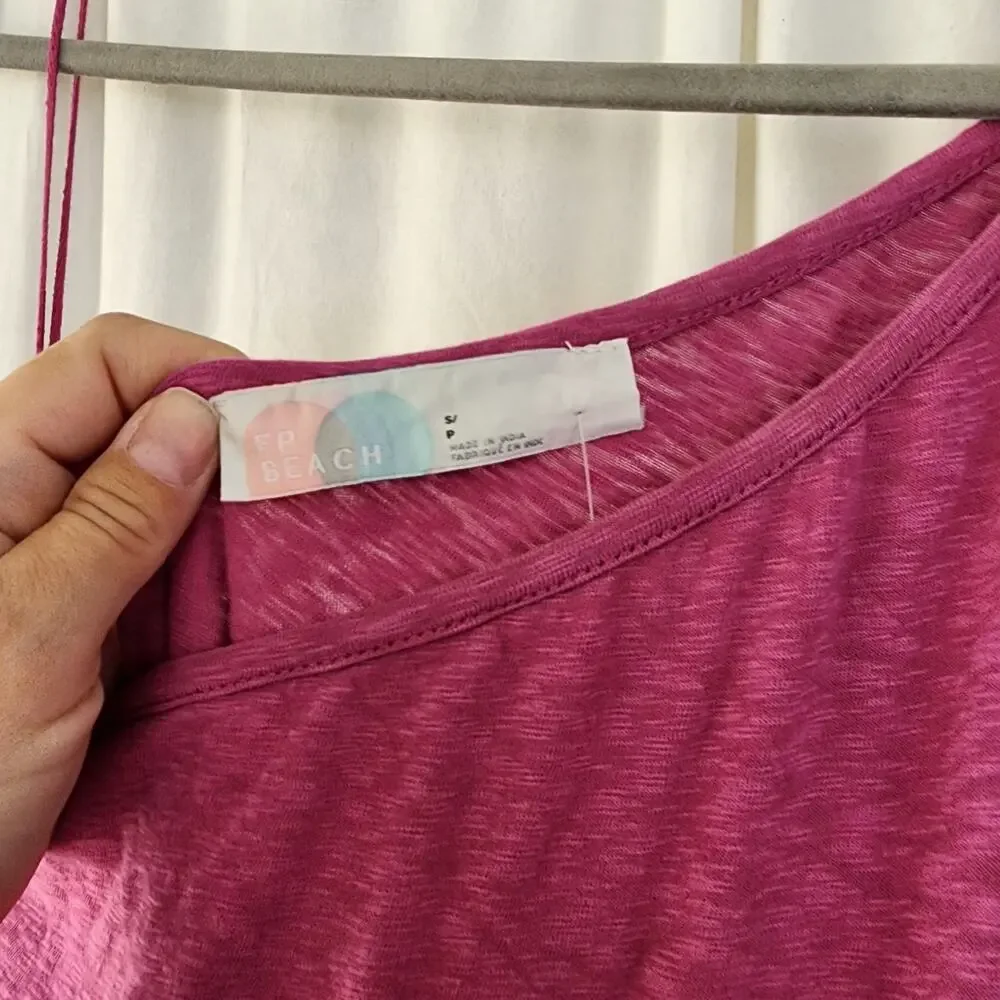 FP
BEACH
S/
P
MADE IN INDIA
FABRIQUÉ EN INDE